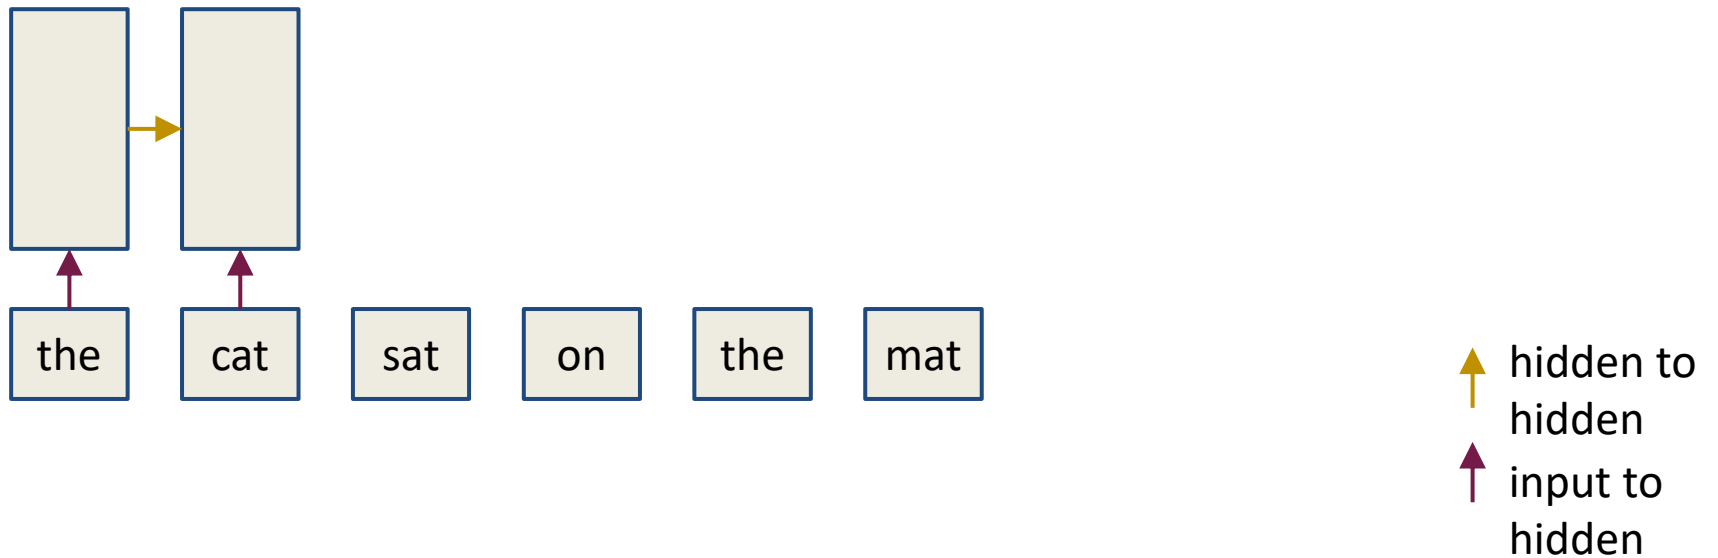 the cat sat on the mat
hidden to
hidden
input to
hidden